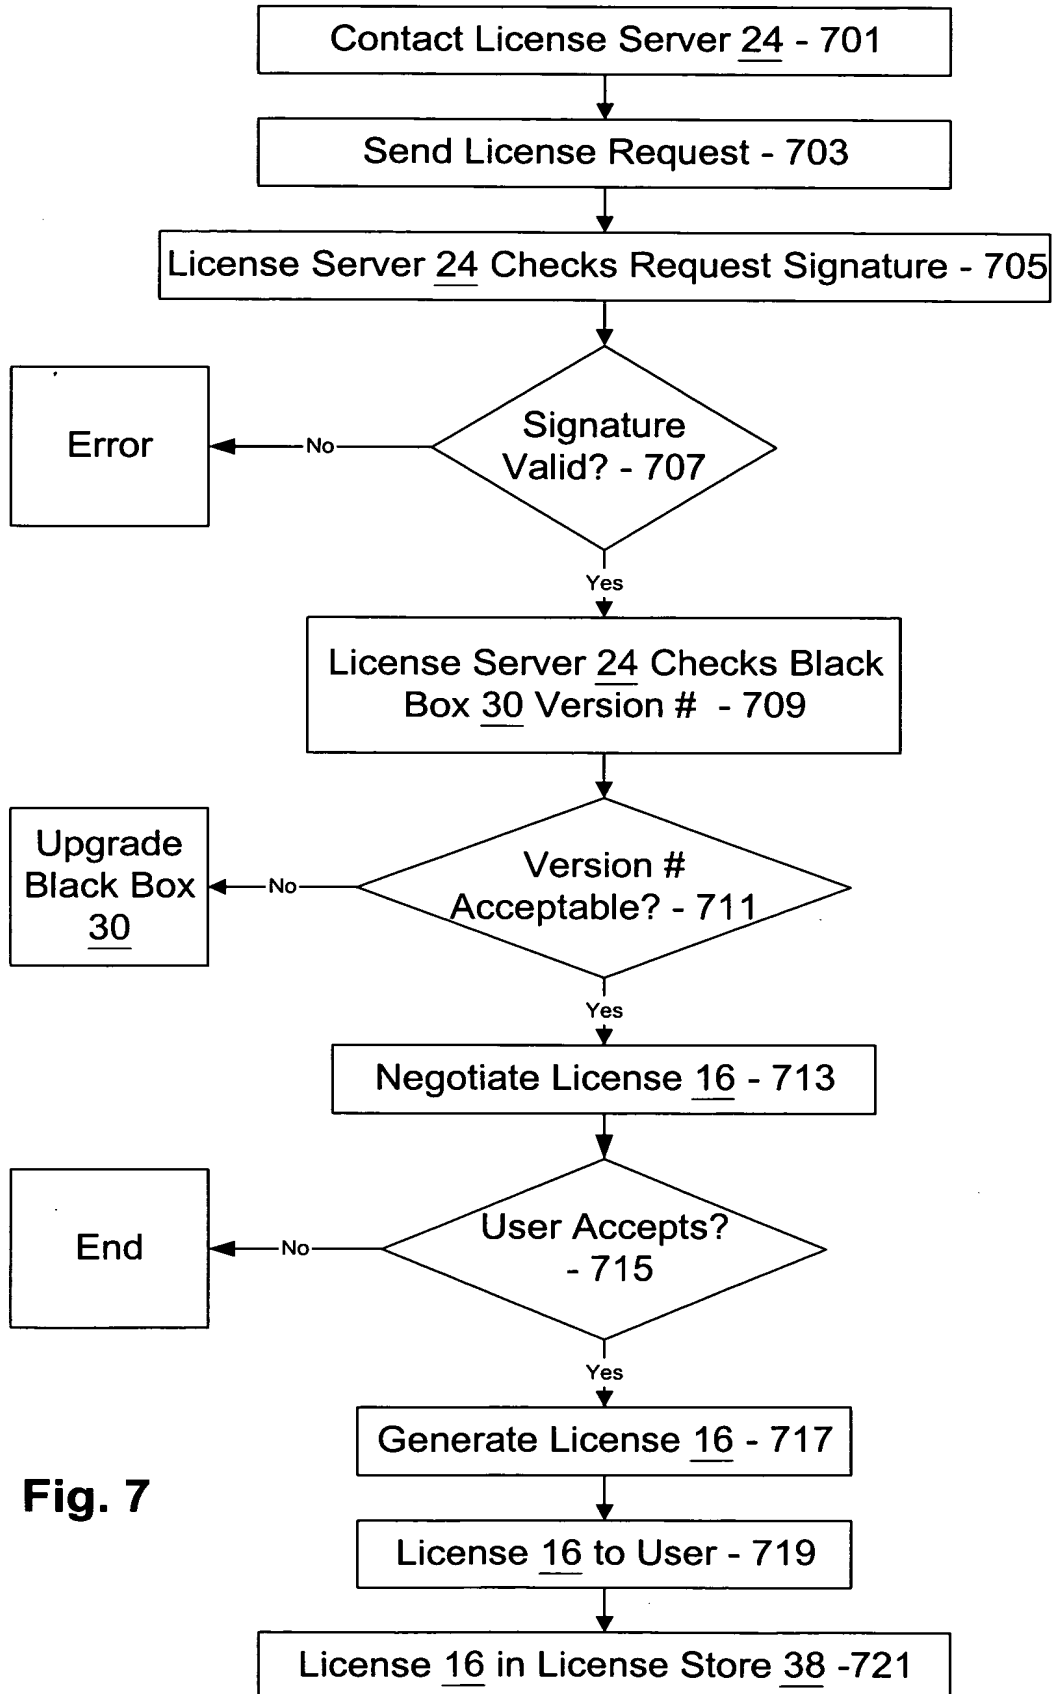 Contact License Server 24 - 701
Send License Request - 703
License Server 24 Checks Request Signature - 705
Signature
Valid? - 707
No
Error
Yes
License Server 24 Checks Black
Box 30 Version # - 709
Version #
Acceptable? - 711
No
Upgrade
Black Box
30
Yes
Negotiate License 16 - 713
User Accepts?
- 715
No
End
Yes
Generate License 16 - 717
License 16 to User - 719
License 16 in License Store 38 -721
Fig. 7